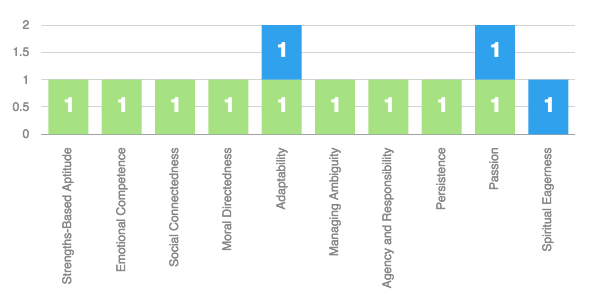 2
1.5
1
0.5
0
1 1
1 1 1 1 1 1 1 1 1 1
Strengths-Based Aptitude
Emotional Competence
Social Connectedness
Moral Directedness
Adaptability
Managing Ambiguity
Agency and Responsibility
Persistence
Passion
Spiritual Eagerness